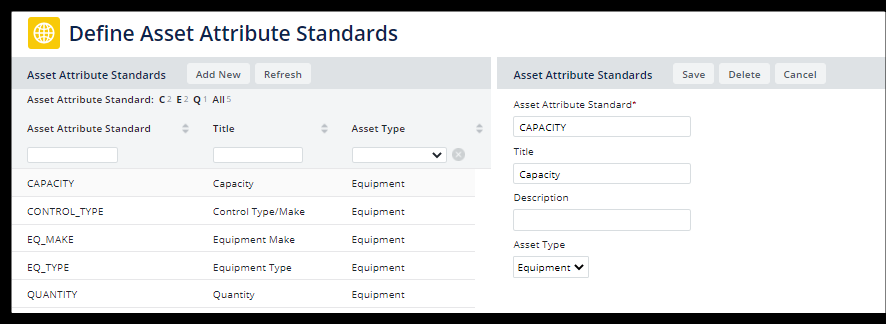 Define Asset Attribute Standards
Asset Attribute Standards Add New Refresh
Asset Attribute Standard: C 2 E 2 Q 1 All 5
Asset Attribute Standard Title Asset Type
CAPACITY Capacity Equipment
CONTROL_TYPE Control Type/Make Equipment
EQ_MAKE Equipment Make Equipment
EQ_TYPE Equipment Type Equipment
QUANTITY Quantity Equipment
Asset Attribute Standards Save Delete Cancel
Asset Attribute Standard*
CAPACITY
Title
Capacity
Description
Asset Type
Equipment